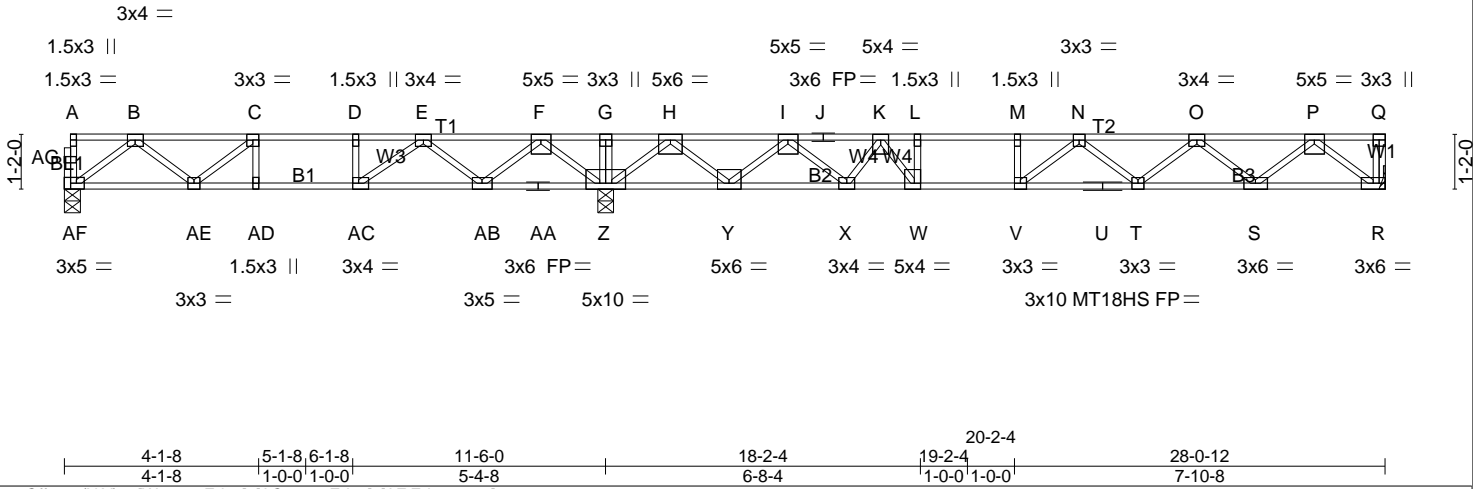 3x4 =
1.5x3 ||
5x5 = 5x4 = 3x3 =
1.5x3 = 3x3 = 1.5x3 || 3x4 = 5x5 = 3x3 || 5x6 = 3x6 FP= 1.5x3 || 1.5x3 || 3x4 = 5x5 = 3x3 ||
A B C D E F G H I J K L M N O P Q
T1 T2
1-2-0 AG BE1 W3 W4 W4 W1 1-2-0
B1 B2 B3
AF AE AD AC AB AA Z Y X W V U T S R
3x5 = 1.5x3 || 3x4 = 3x6 FP= 5x6 = 3x4 = 5x4 = 3x3 = 3x3 = 3x6 = 3x6 =
3x3 = 3x5 = 5x10 = 3x10 MT18HS FP=
20-2-4
4-1-8 5-1-8 6-1-8 11-6-0 18-2-4 19-2-4 28-0-12
4-1-8 1-0-0 1-0-0 5-4-8 6-8-4 1-0-0 1-0-0 7-10-8